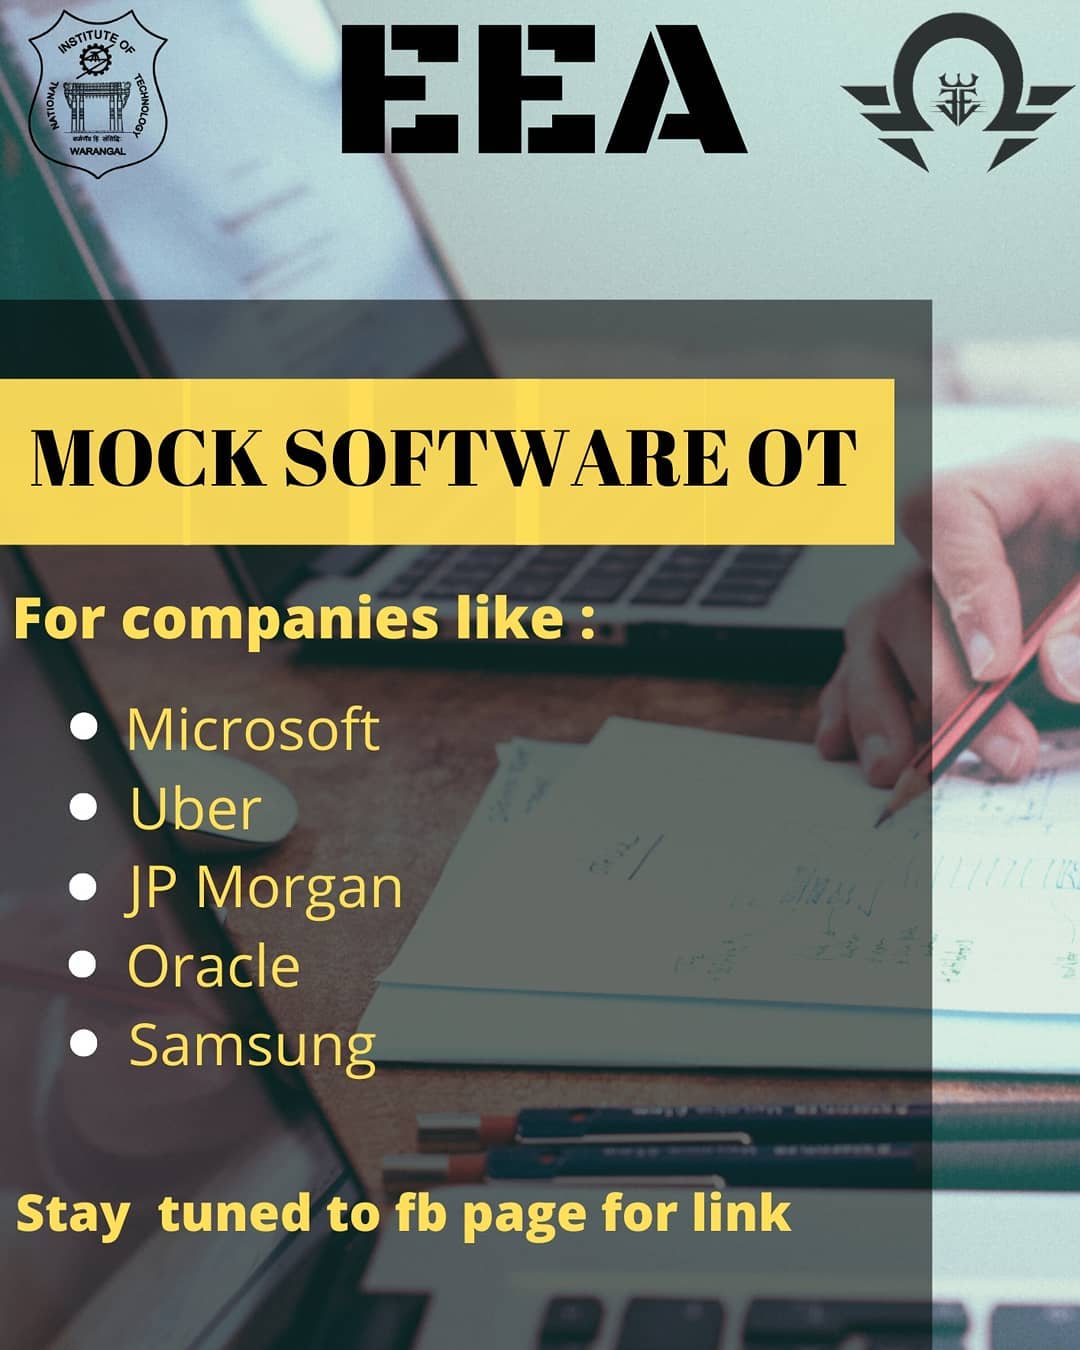 INSTITUTE OF
NATIONAL
TECHNOLOGY
WARANGAL
EEA
MOCK SOFTWARE OT
For companies like :
Microsoft
Uber
JP Morgan
Oracle
Samsung
Stay tuned to fb page for link